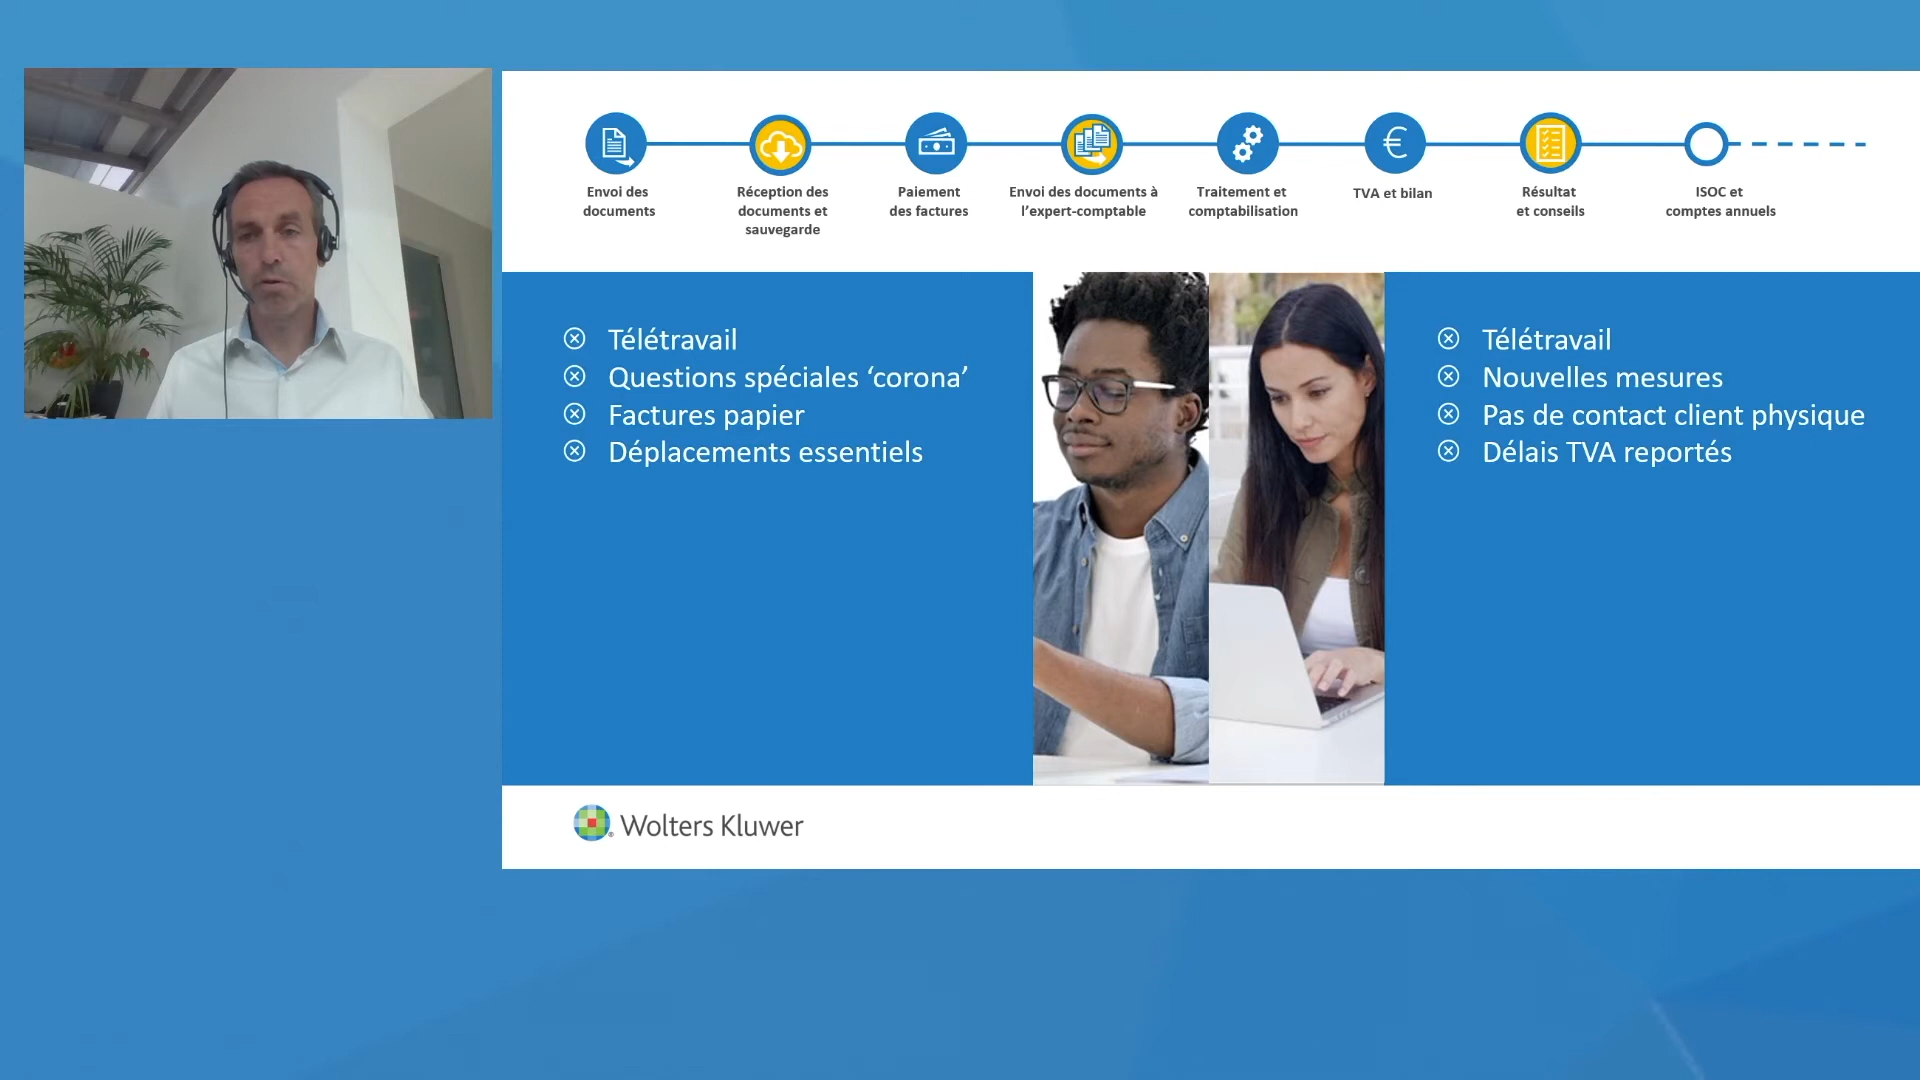 Envoi des
documents
Réception des
documents et
sauvegarde
Paiement
des factures
Envoi des documents à
l’expert-comptable
Traitement et
comptabilisation
TVA et bilan
Résultat
et conseils
ISOC et
comptes annuels
Télétravail
Questions spéciales ‘corona’
Factures papier
Déplacements essentiels
Télétravail
Nouvelles mesures
Pas de contact client physique
Délais TVA reportés
Wolters Kluwer